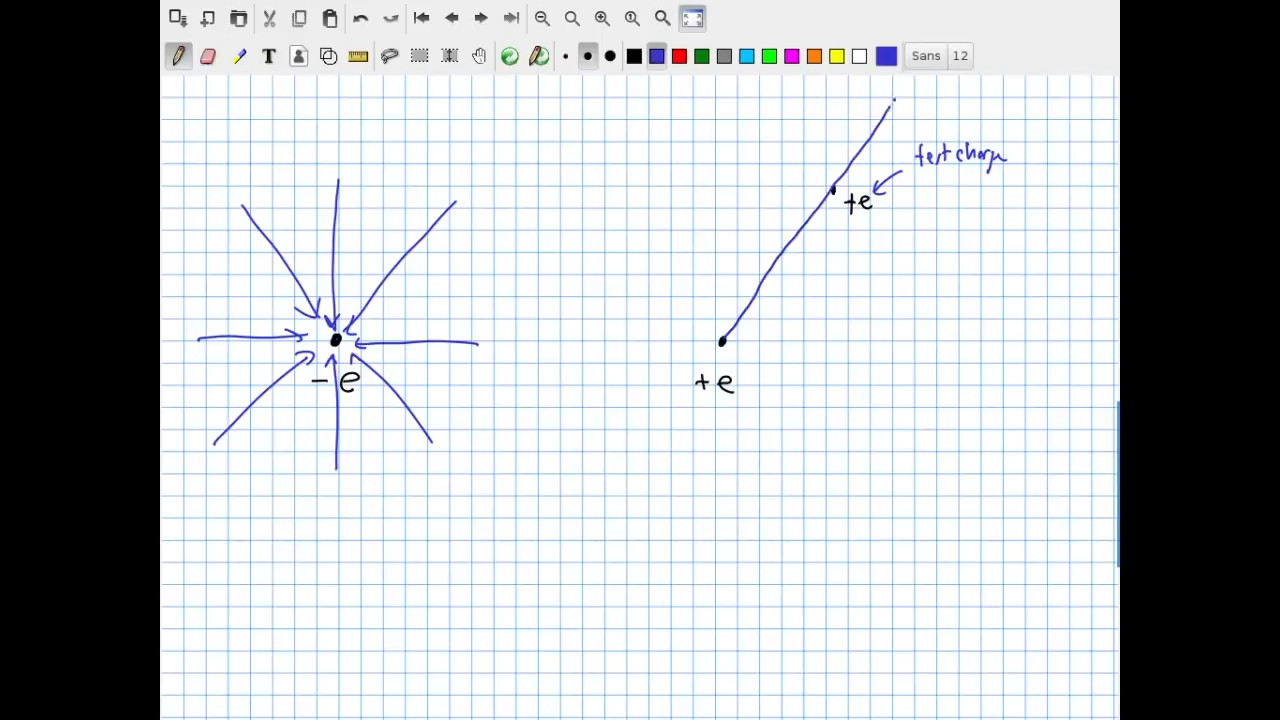 Sans 12
test charge
+e
- e
+ e